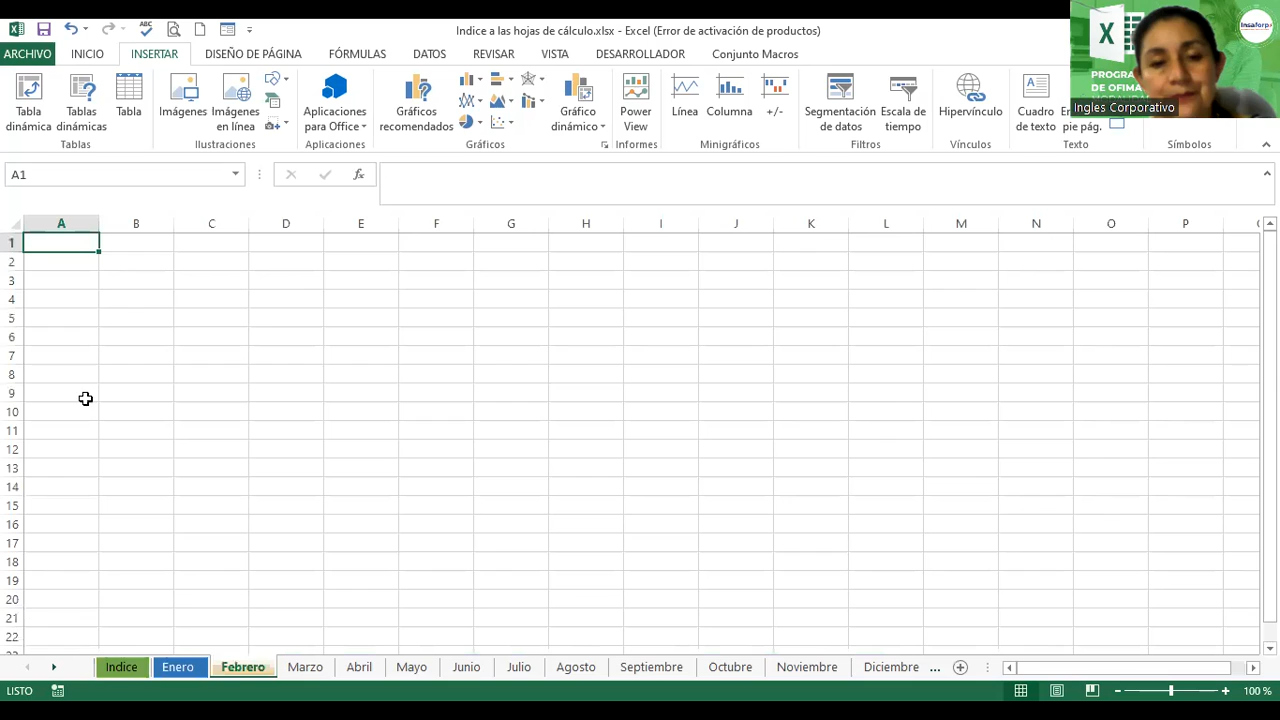 Indice a las hojas de cálculo.xlsx - Excel (Error de activación de productos)
ARCHIVO INICIO INSERTAR DISEÑO DE PÁGINA FÓRMULAS DATOS REVISAR VISTA DESARROLLADOR Conjunto Macros
Tabla dinámica
Tablas dinámicas
Tabla
Imágenes
Imágenes en línea
Aplicaciones para Office
Gráficos recomendados
Gráfico dinámico
Power View
Línea
Columna
+/-
Segmentación de datos
Escala de tiempo
Hipervínculo
Cuadro de texto
pie pág.
Tablas Ilustraciones Aplicaciones Gráficos Informes Minigráficos Filtros Vínculos Texto Símbolos
PROGRA
DE OFIMA
Insaforp
Ingles Corporativo
A1
fx
A B C D E F G H I J K L M N O P
1
2
3
4
5
6
7
8
9
10
11
12
13
14
15
16
17
18
19
20
21
22
Indice Enero Febrero Marzo Abril Mayo Junio Julio Agosto Septiembre Octubre Noviembre Diciembre ...
LISTO
100 %